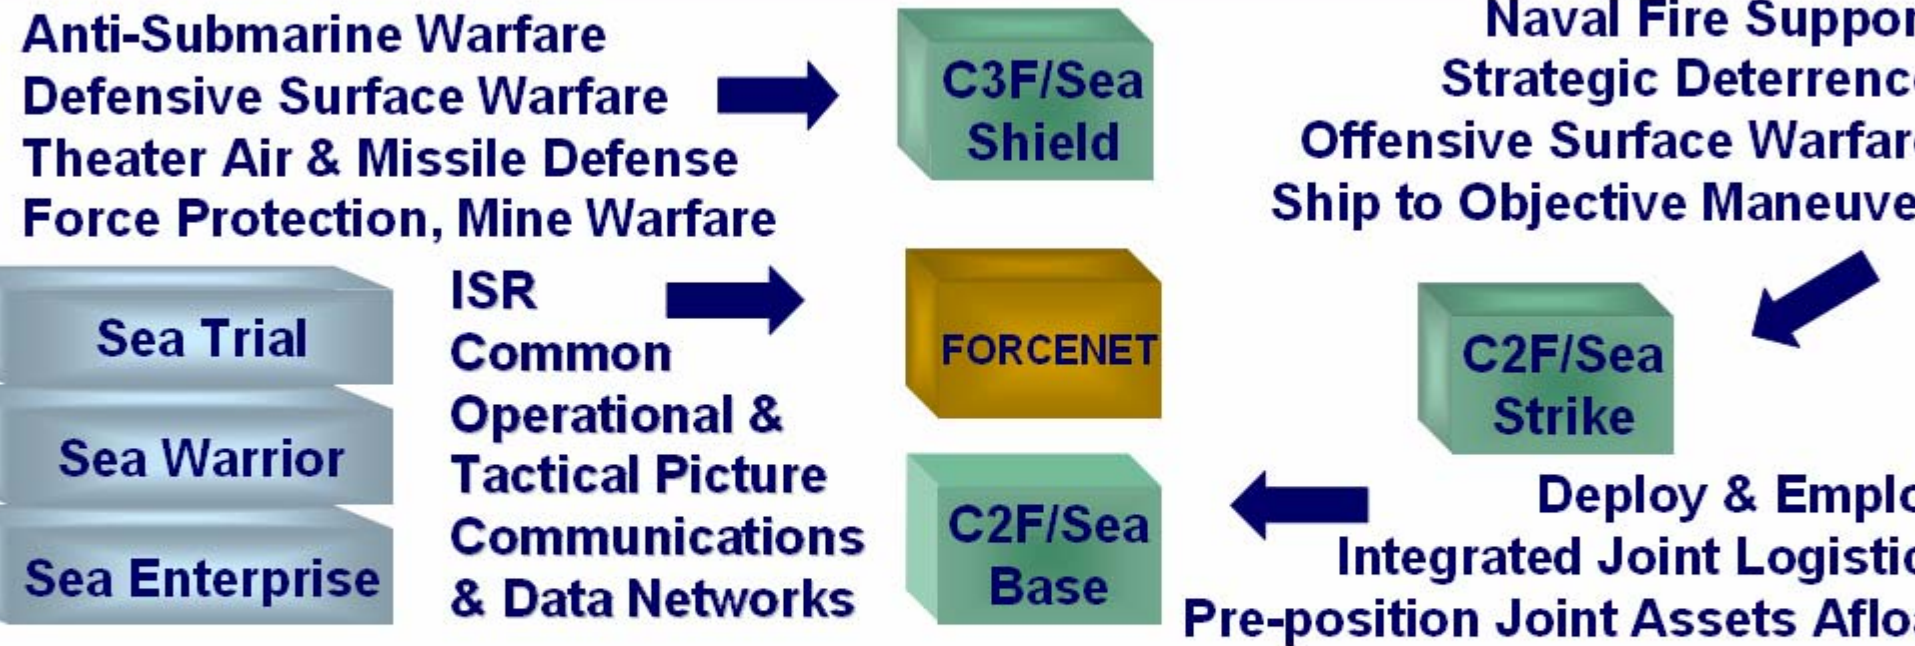 Anti-Submarine Warfare
Defensive Surface Warfare
Theater Air & Missile Defense
Force Protection, Mine Warfare
C3F/Sea
Shield
Naval Fire Suppor
Strategic Deterrence
Offensive Surface Warfare
Ship to Objective Maneuve
Sea Trial
Sea Warrior
Sea Enterprise
ISR
Common
Operational &
Tactical Picture
Communications
& Data Networks
FORCENET
C2F/Sea
Strike
C2F/Sea
Base
Deploy & Emplo
Integrated Joint Logistic
Pre-position Joint Assets Afloa